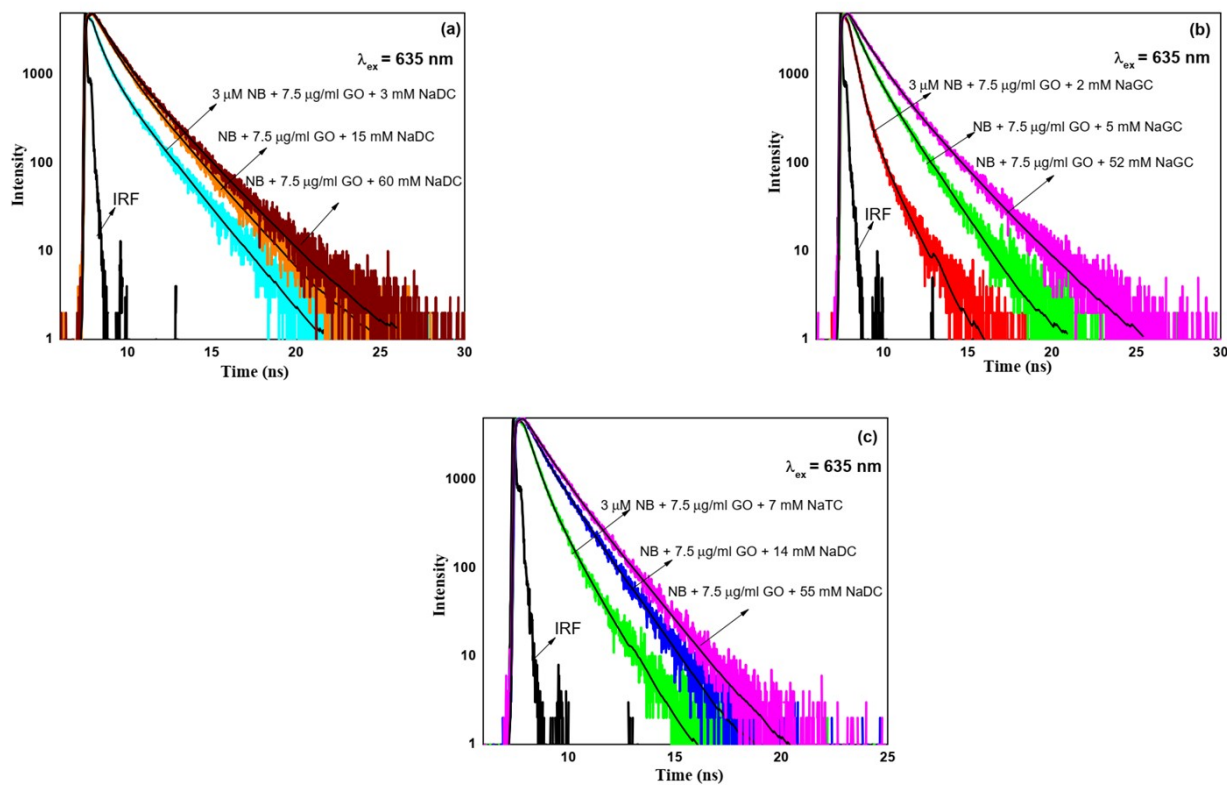 (a)
λex = 635 nm
3 μM NB + 7.5 μg/ml GO + 3 mM NaDC
NB + 7.5 μg/ml GO + 15 mM NaDC
NB + 7.5 μg/ml GO + 60 mM NaDC
IRF
Intensity
1000
100
10
1
10 15 20 25 30
Time (ns)
(b)
λex = 635 nm
3 μM NB + 7.5 μg/ml GO + 2 mM NaGC
NB + 7.5 μg/ml GO + 5 mM NaGC
NB + 7.5 μg/ml GO + 52 mM NaGC
IRF
Intensity
1000
100
10
1
10 15 20 25 30
Time (ns)
(c)
λex = 635 nm
3 μM NB + 7.5 μg/ml GO + 7 mM NaTC
NB + 7.5 μg/ml GO + 14 mM NaDC
NB + 7.5 μg/ml GO + 55 mM NaDC
IRF
Intensity
1000
100
10
1
10 15 20 25
Time (ns)